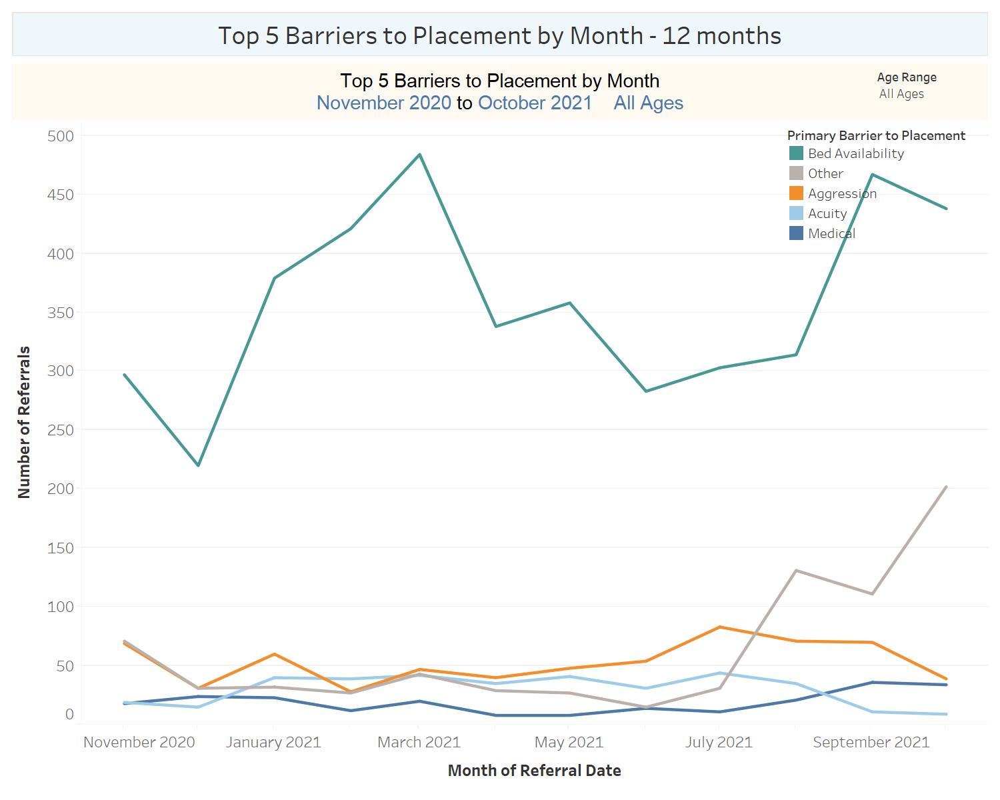 Top 5 Barriers to Placement by Month - 12 months
Top 5 Barriers to Placement by Month
November 2020 to October 2021 All Ages
Age Range
All Ages
Primary Barrier to Placement
Bed Availability
Other
Aggression
Acuity
Medical
Number of Referrals
500
450
400
350
300
250
200
150
100
50
0
November 2020 January 2021 March 2021 May 2021 July 2021 September 2021
Month of Referral Date